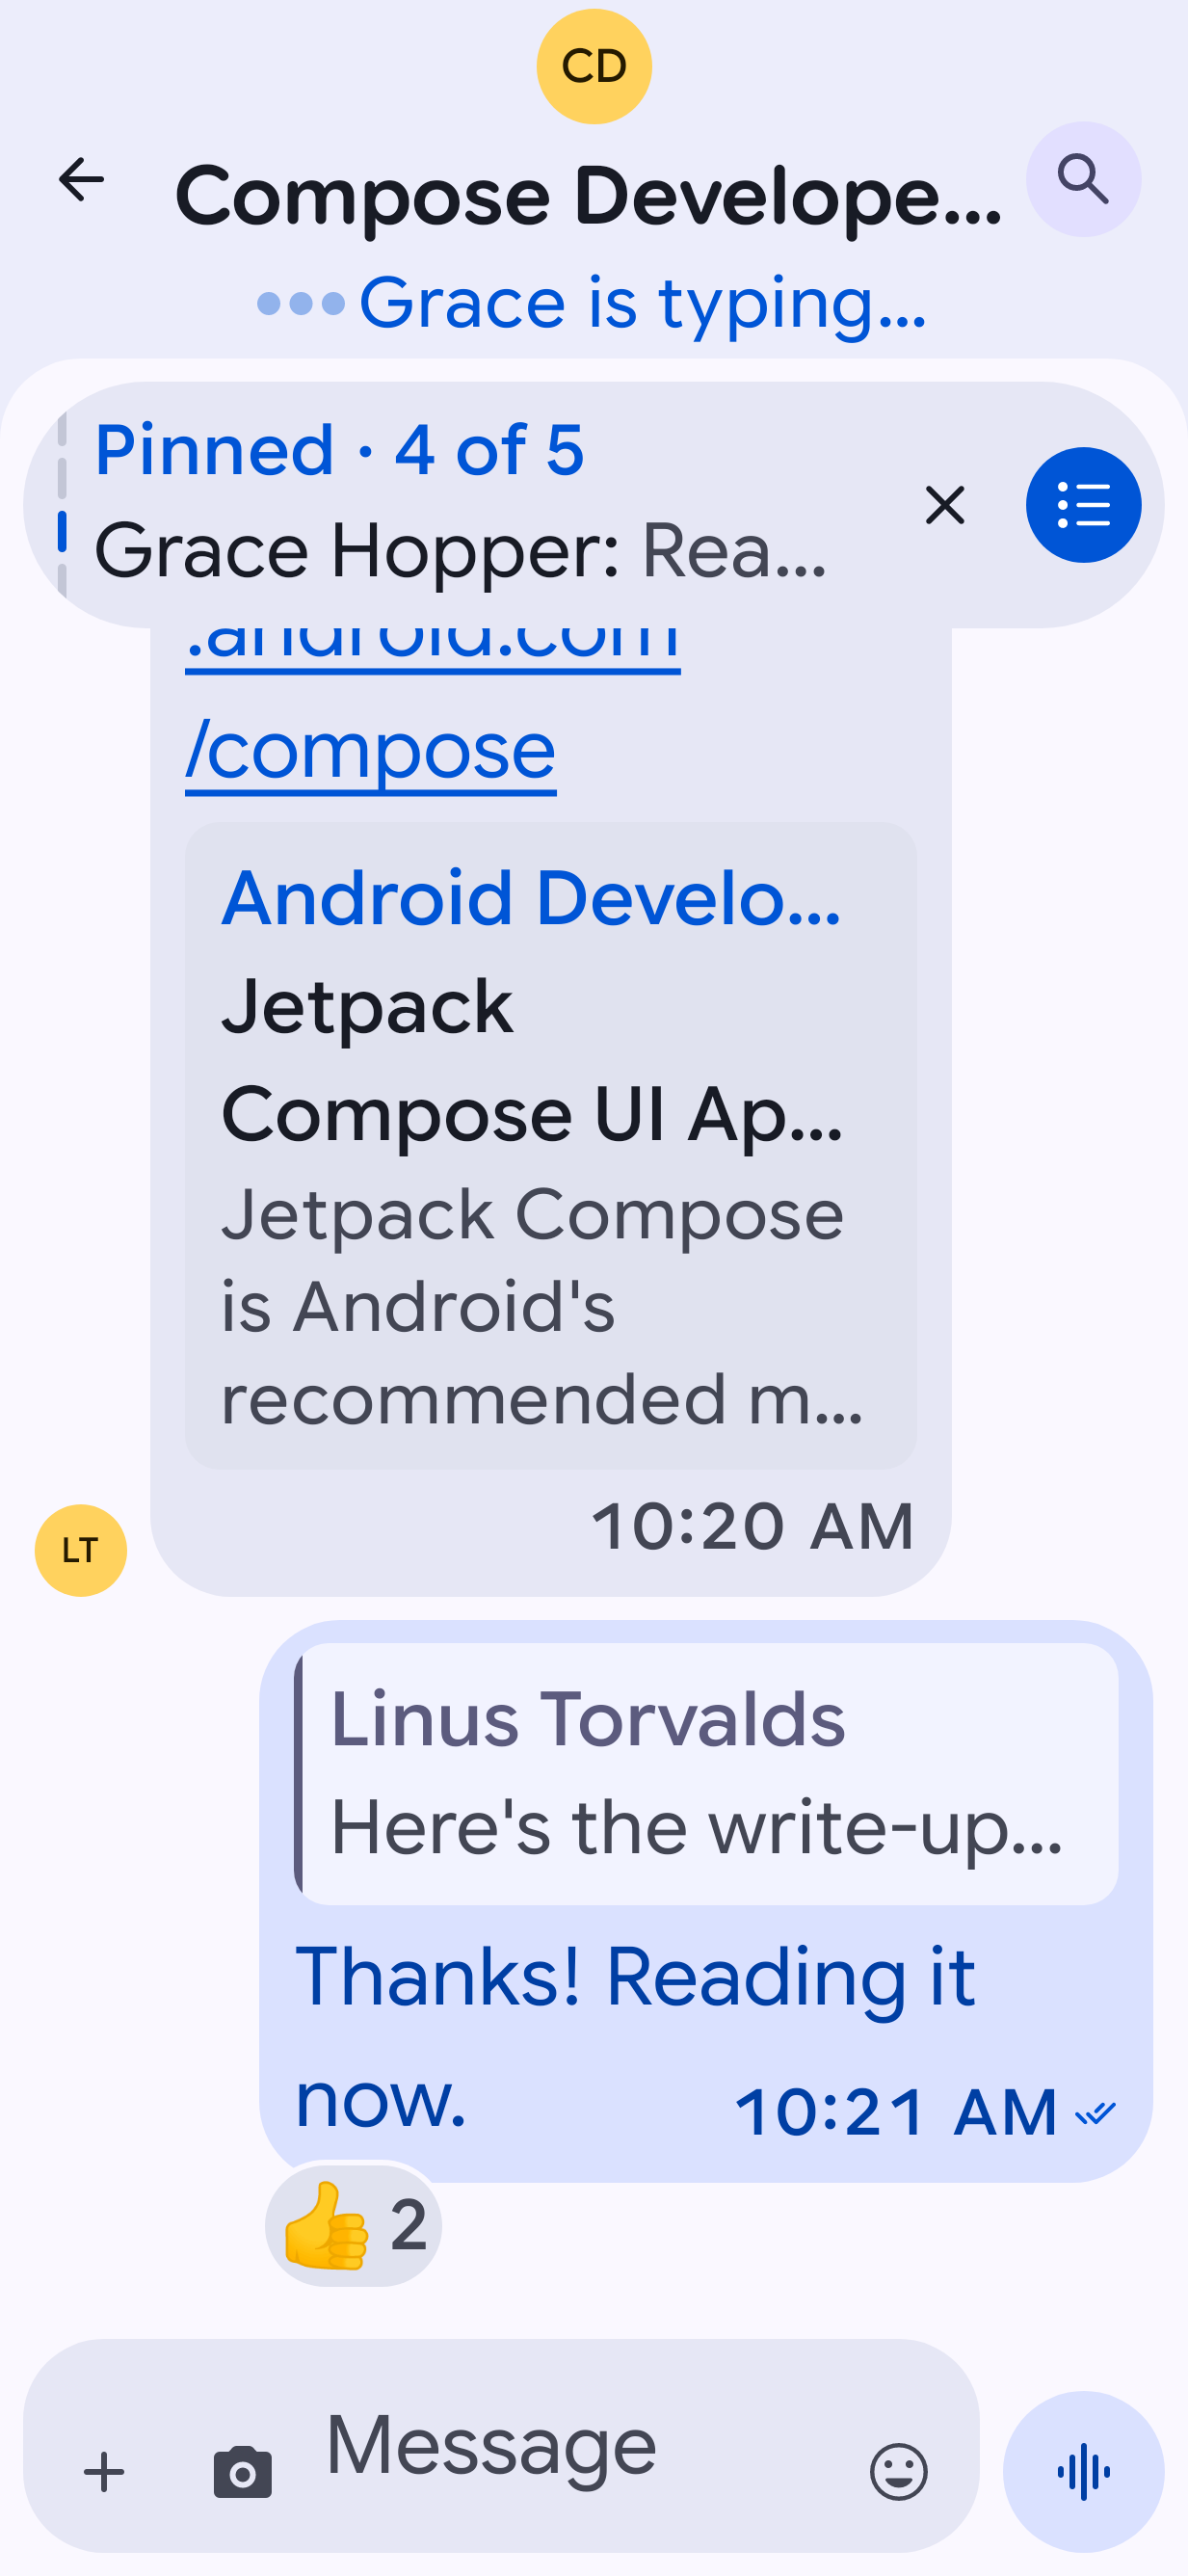 CD
Compose Develope...
Grace is typing...
Pinned · 4 of 5
Grace Hopper: Rea...
.android.com
/compose
Android Develo...
Jetpack
Compose UI Ap...
Jetpack Compose
is Android's
recommended m...
10:20 AM
LT
Linus Torvalds
Here's the write-up...
Thanks! Reading it
now.
10:21 AM
👍 2
Message